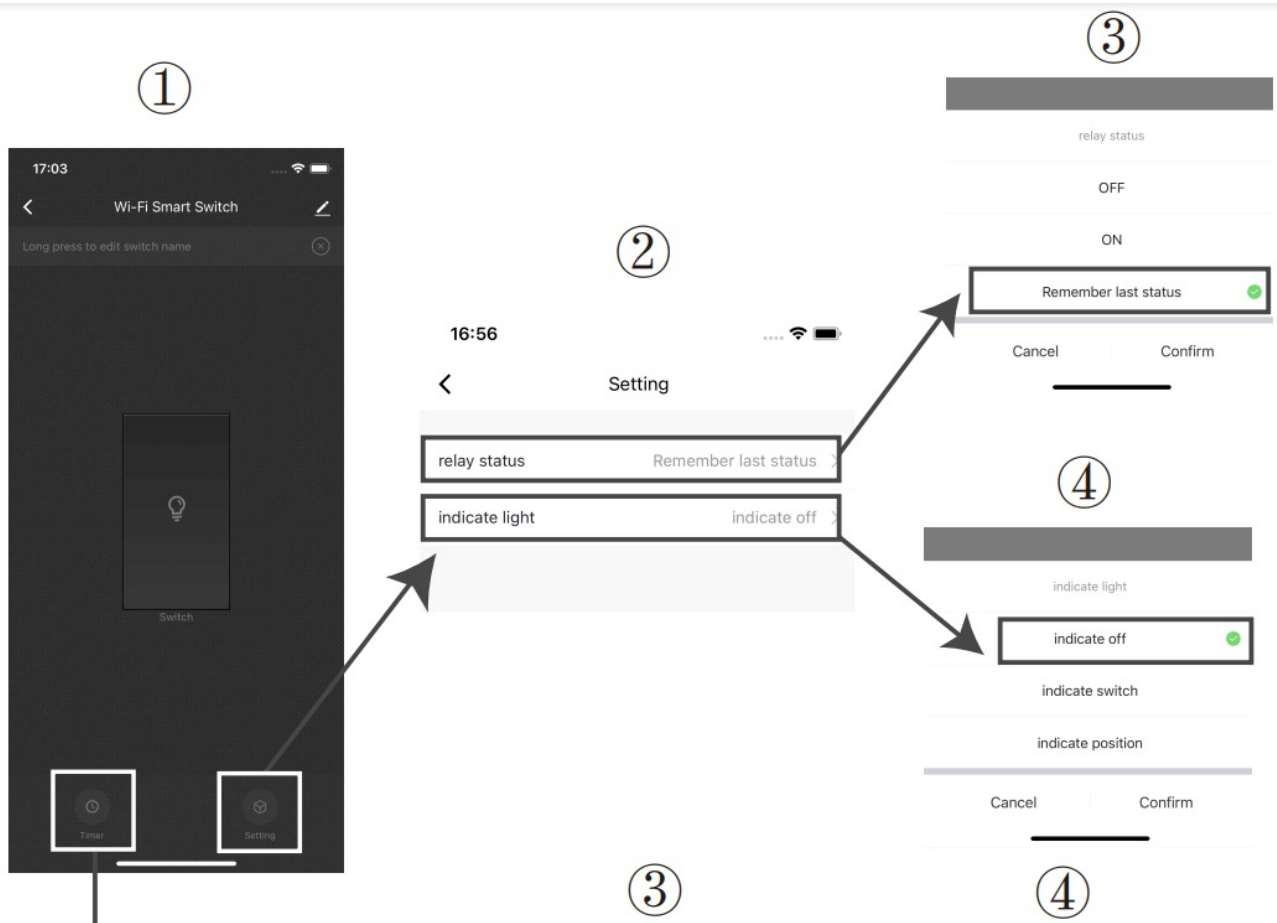 ①
17:03
Wi-Fi Smart Switch
Long press to edit switch name
Switch
Timer
Setting
②
16:56
Setting
relay status Remember last status
indicate light indicate off
③
relay status
OFF
ON
Remember last status
Cancel Confirm
④
indicate light
indicate off
indicate switch
indicate position
Cancel Confirm
③ ④